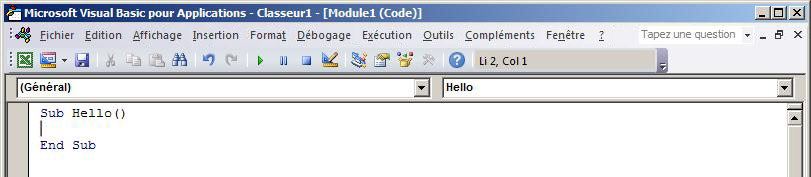 Microsoft Visual Basic pour Applications - Classeur1 - [Module1 (Code)]
Fichier Edition Affichage Insertion Format Débogage Exécution Outils Compléments Fenêtre ? Tapez une question
Li 2, Col 1
(Général) Hello
Sub Hello()
End Sub